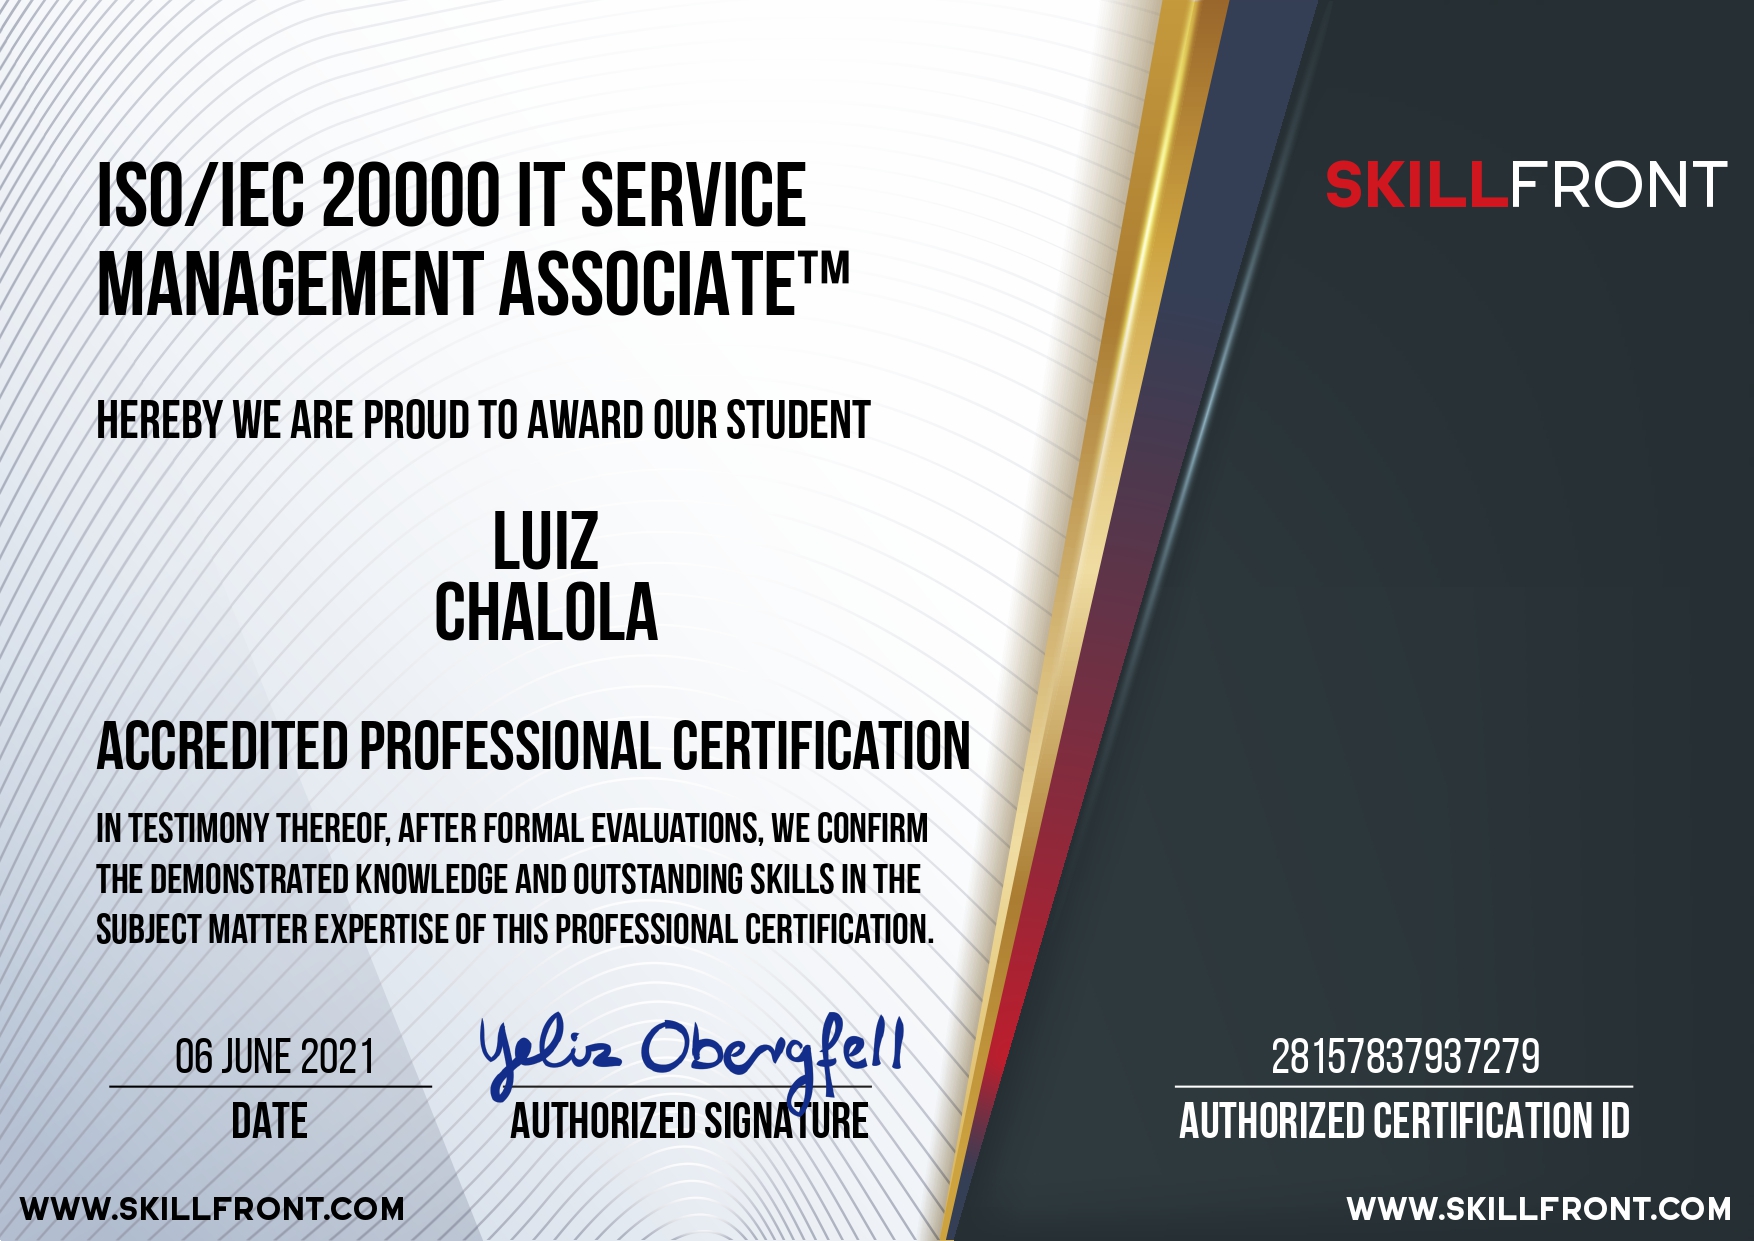 ISO/IEC 20000 IT SERVICE
MANAGEMENT ASSOCIATE™
SKILLFRONT
HEREBY WE ARE PROUD TO AWARD OUR STUDENT
LUIZ
CHALOLA
ACCREDITED PROFESSIONAL CERTIFICATION
IN TESTIMONY THEREOF, AFTER FORMAL EVALUATIONS, WE CONFIRM
THE DEMONSTRATED KNOWLEDGE AND OUTSTANDING SKILLS IN THE
SUBJECT MATTER EXPERTISE OF THIS PROFESSIONAL CERTIFICATION.
06 JUNE 2021
DATE
Yeliz Obergfell
AUTHORIZED SIGNATURE
28157837937279
AUTHORIZED CERTIFICATION ID
WWW.SKILLFRONT.COM
WWW.SKILLFRONT.COM